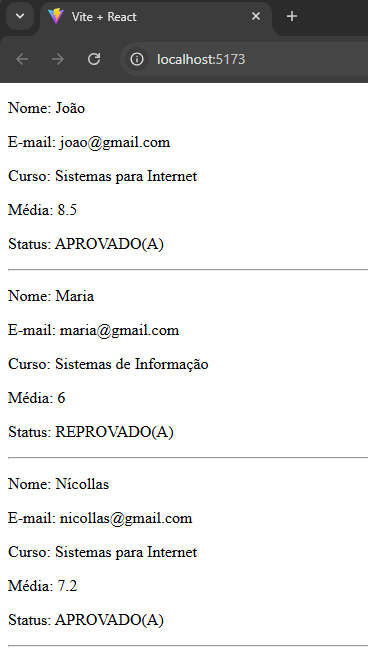 Vite + React
localhost:5173
Nome: João
E-mail: joao@gmail.com
Curso: Sistemas para Internet
Média: 8.5
Status: APROVADO(A)
Nome: Maria
E-mail: maria@gmail.com
Curso: Sistemas de Informação
Média: 6
Status: REPROVADO(A)
Nome: Nícollas
E-mail: nicollas@gmail.com
Curso: Sistemas para Internet
Média: 7.2
Status: APROVADO(A)